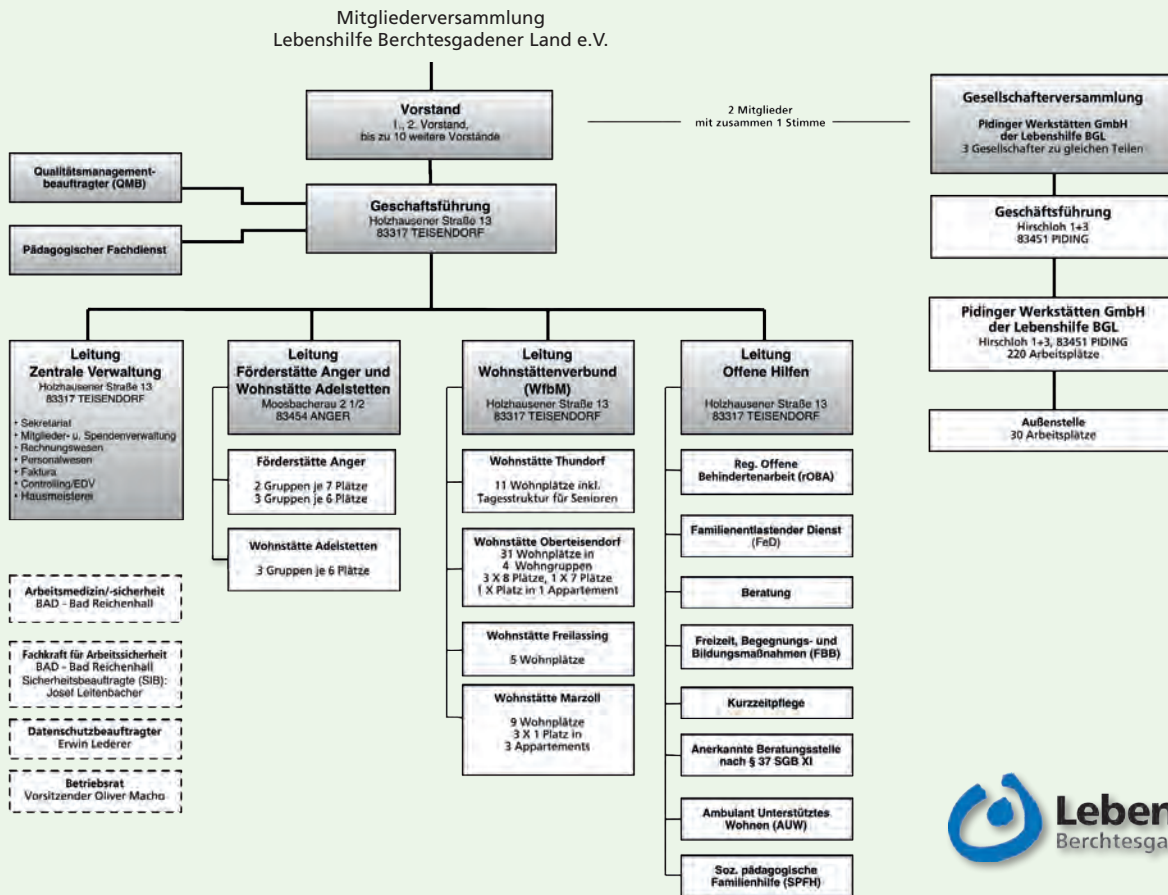 Mitgliederversammlung
Lebenshilfe Berchtesgadener Land e.V.
Vorstand
1., 2. Vorstand,
bis zu 10 weitere Vorstände
2 Mitglieder
mit zusammen 1 Stimme
Gesellschafterversammlung
Pidinger Werkstätten GmbH
der Lebenshilfe BGL
3 Gesellschafter zu gleichen Teilen
Qualitätsmanagement-
beauftragter (QMB)
Pädagogischer Fachdienst
Geschaftsführung
Holzhausener Straße 13
83317 TEISENDORF
Geschäftsführung
Hirschloh 1+3
83451 PIDING
Pidinger Werkstätten GmbH
der Lebenshilfe BGL
Hirschloh 1+3, 83451 PIDING
220 Arbeitsplätze
Außenstelle
30 Arbeitsplätze
Leitung
Zentrale Verwaltung
Holzhausener Straße 13
83317 TEISENDORF
• Sekretariat
• Mitglieder- u. Spendenverwaltung
• Rechnungswesen
• Personalwesen
• Faktura
• Controlling/EDV
• Hausmeisterei
Arbeitsmedizin/-sicherheit
BAD - Bad Reichenhall
Fachkraft für Arbeitssicherheit
BAD - Bad Reichenhall
Sicherheitsbeauftragte (SIB):
Josef Leitenbacher
Datenschutzbeauftragter
Erwin Lederer
Betriebsrat
Vorsitzender Oliver Macho
Leitung
Förderstätte Anger und
Wohnstätte Adelstetten
Moosbacherau 2 1/2
83454 ANGER
Förderstätte Anger
2 Gruppen je 7 Plätze
3 Gruppen je 6 Plätze
Wohnstätte Adelstetten
3 Gruppen je 6 Plätze
Leitung
Wohnstättenverbund
(WfbM)
Holzhausener Straße 13
83317 TEISENDORF
Wohnstätte Thundorf
11 Wohnplätze inkl.
Tagesstruktur für Senioren
Wohnstätte Oberteisendorf
31 Wohnplätze in
4 Wohngruppen
3 X 8 Plätze, 1 X 7 Plätze
1 X Platz in 1 Appartement
Wohnstätte Freilassing
5 Wohnplätze
Wohnstätte Marzoll
9 Wohnplätze
3 X 1 Platz in
3 Appartements
Leitung
Offene Hilfen
Holzhausener Straße 13
83317 TEISENDORF
Reg. Offene
Behindertenarbeit (rOBA)
Familienentlastender Dienst
(FeD)
Beratung
Freizeit, Begegnungs- und
Bildungsmaßnahmen (FBB)
Kurzzeitpflege
Anerkannte Beratungsstelle
nach § 37 SGB XI
Ambulant Unterstütztes
Wohnen (AUW)
Soz. pädagogische
Familienhilfe (SPFH)
Leben
Berchtesga